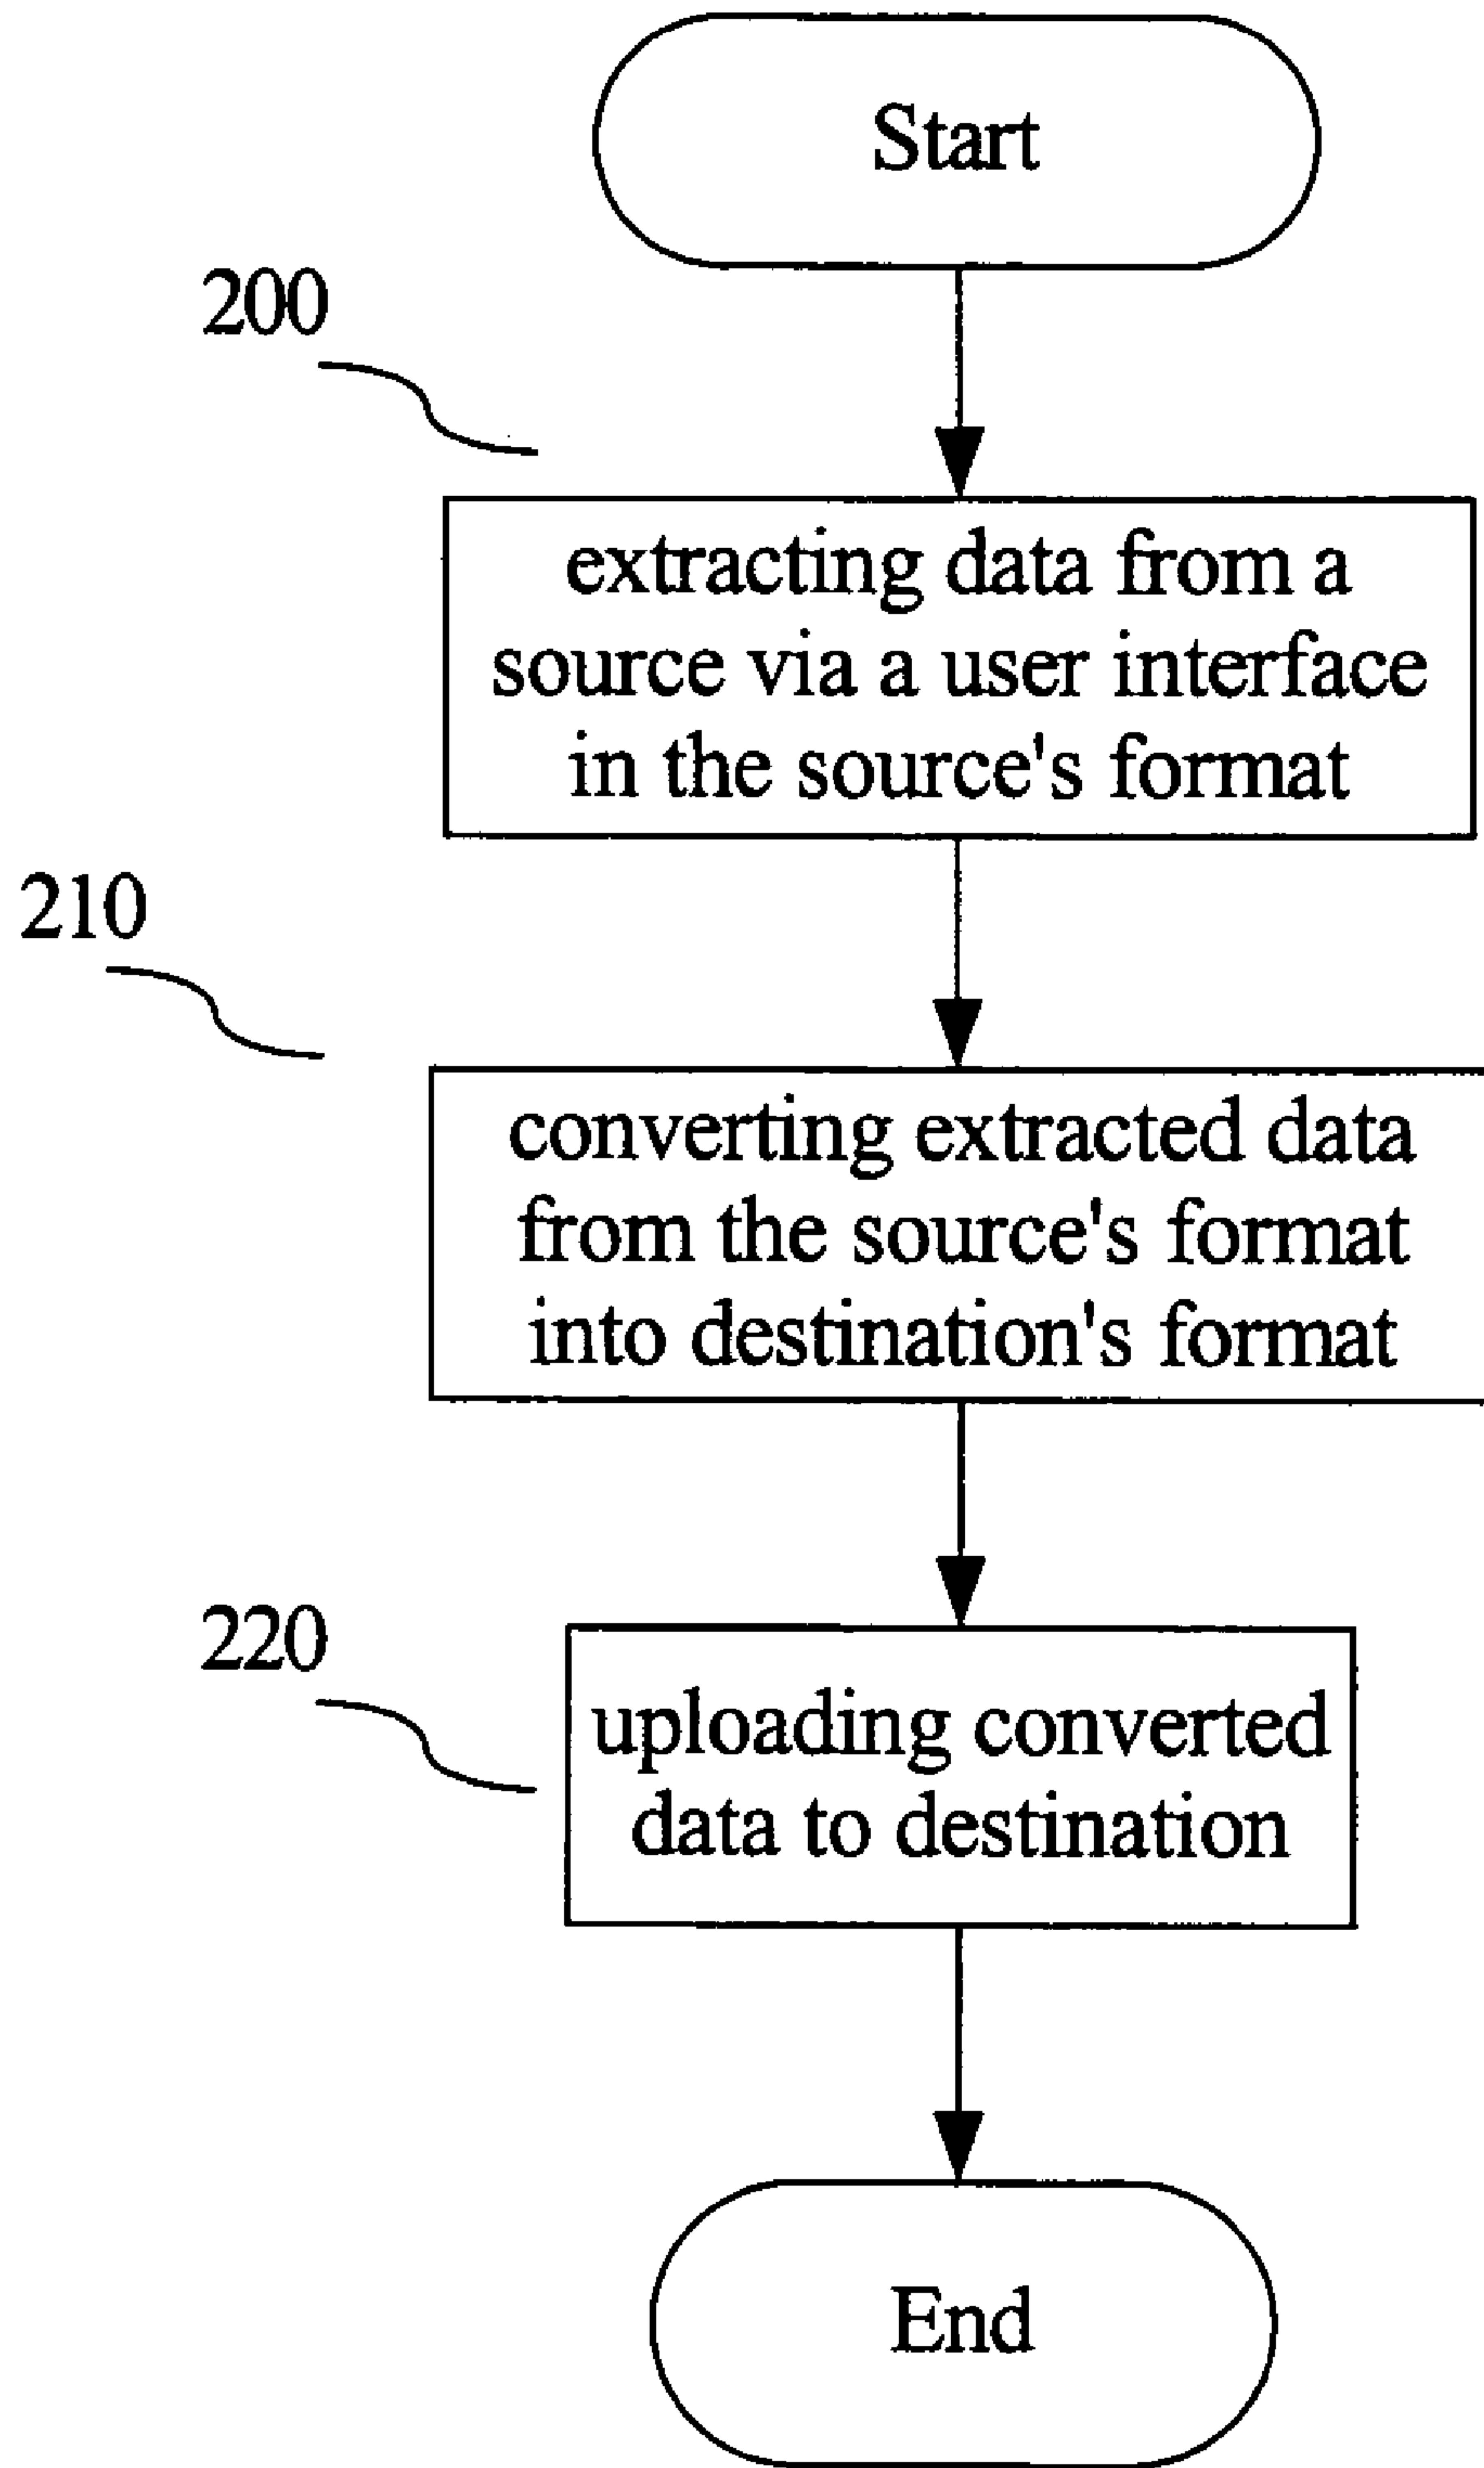 Start
200
extracting data from a
source via a user interface
in the source's format
210
converting extracted data
from the source's format
into destination's format
220
uploading converted
data to destination
End